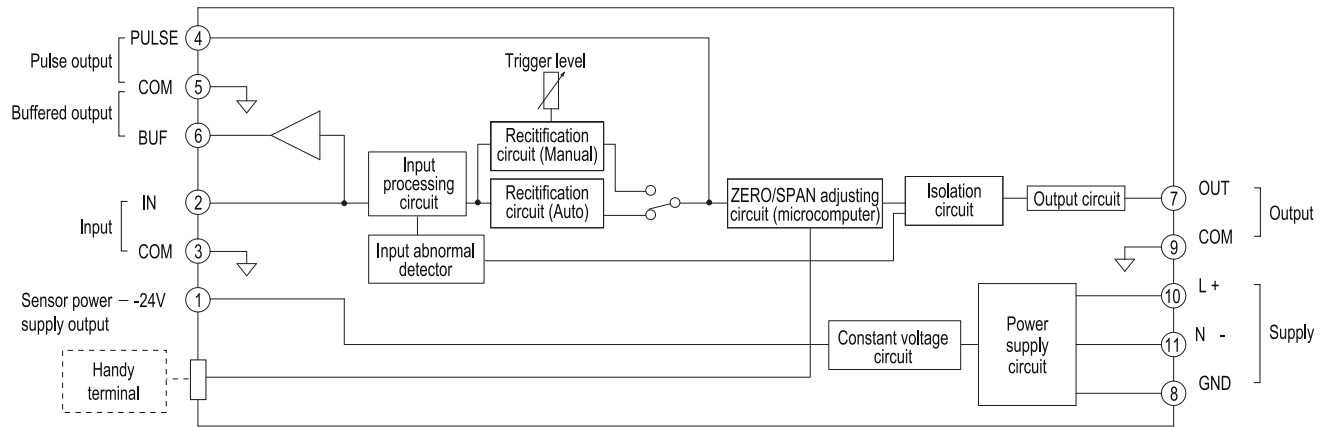 PULSE 4
Pulse output
COM 5
Buffered output
BUF 6
IN 2
Input
COM 3
Sensor power
supply output
-24V 1
Handy
terminal
Trigger level
Recitification
circuit (Manual)
Input
processing
circuit
Rectification
circuit (Auto)
Input abnormal
detector
ZERO/SPAN adjusting
circuit (microcomputer)
Isolation
circuit
Output circuit
7 OUT
Output
9 COM
Constant voltage
circuit
Power
supply
circuit
10 L +
11 N -
Supply
8 GND